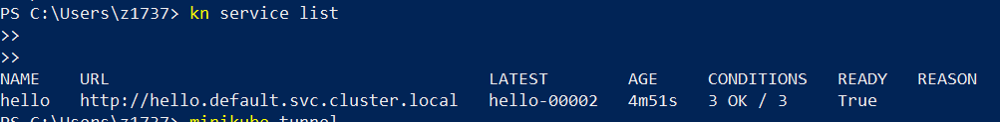 PS C:\Users\z1737> kn service list
>>
>>
NAME URL LATEST AGE CONDITIONS READY REASON
hello http://hello.default.svc.cluster.local hello-00002 4m51s 3 OK / 3 True
PS C:\Users\z1737> minikube tunnel